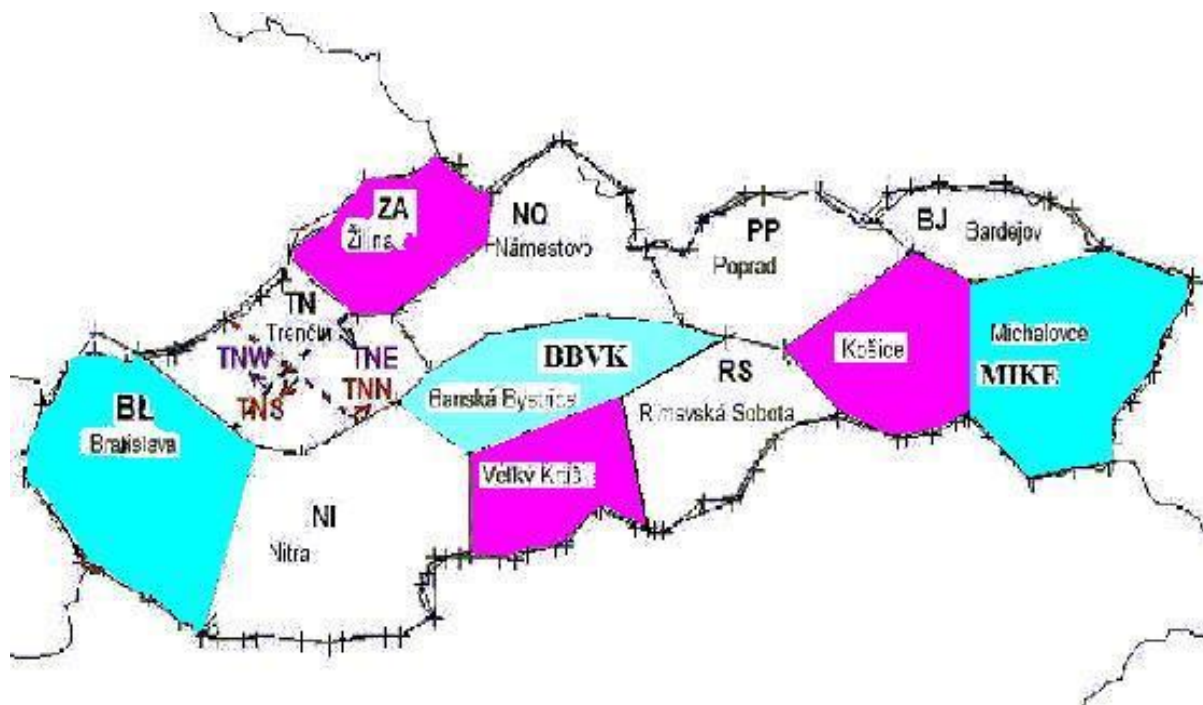 ZA
Žilina
NO
Námestovo
PP
Poprad
BJ
Bardejov
TN
Trenčín
TNW
TNE
TNN
TNS
BL
Bratislava
BBVK
Banská Bystrica
RS
Rimavská Sobota
Košice
Michalovce
MIKE
Veľký Krtíš
NI
Nitra